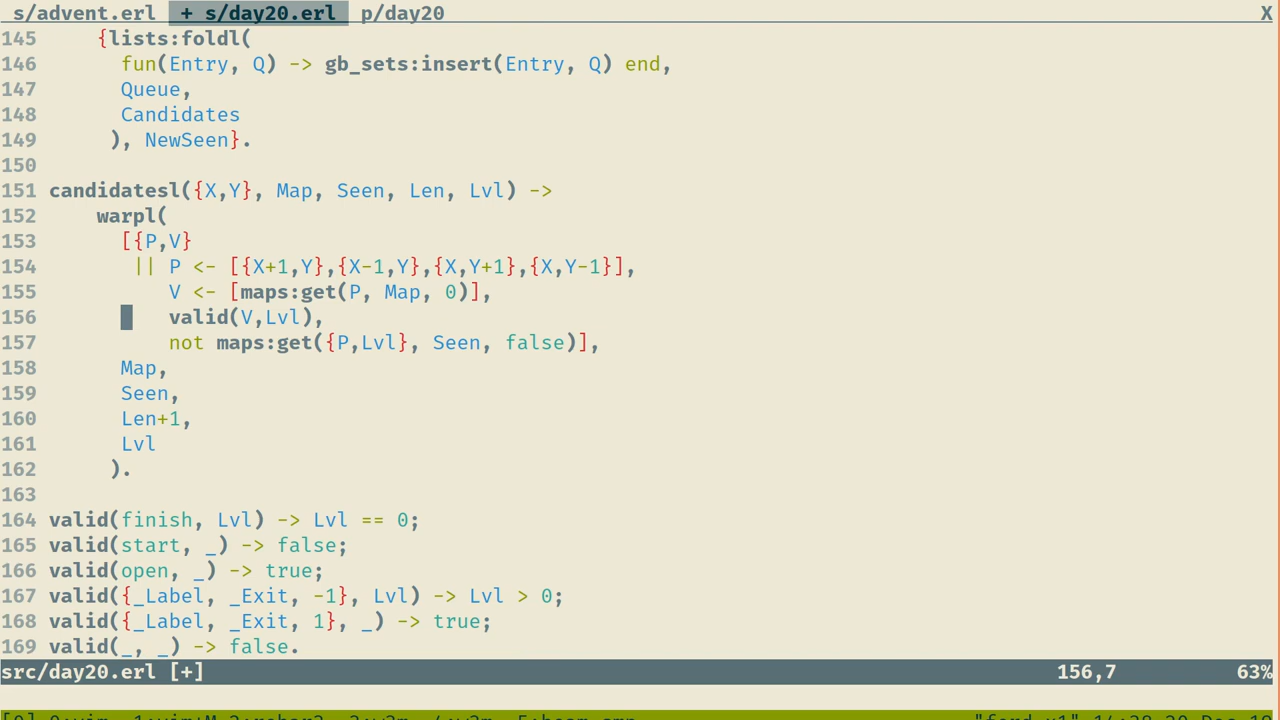 s/advent.erl + s/day20.erl p/day20 X
145 {lists:foldl(
146 fun(Entry, Q) -> gb_sets:insert(Entry, Q) end,
147 Queue,
148 Candidates
149 ), NewSeen}.
150
151 candidatesl({X,Y}, Map, Seen, Len, Lvl) ->
152 warpl(
153 [{P,V}
154 || P <- [{X+1,Y},{X-1,Y},{X,Y+1},{X,Y-1}],
155 V <- [maps:get(P, Map, 0)],
156 valid(V,Lvl),
157 not maps:get({P,Lvl}, Seen, false)],
158 Map,
159 Seen,
160 Len+1,
161 Lvl
162 ).
163
164 valid(finish, Lvl) -> Lvl == 0;
165 valid(start, _) -> false;
166 valid(open, _) -> true;
167 valid({_Label, _Exit, -1}, Lvl) -> Lvl > 0;
168 valid({_Label, _Exit, 1}, _) -> true;
169 valid(_, _) -> false.
src/day20.erl [+] 156,7 63%